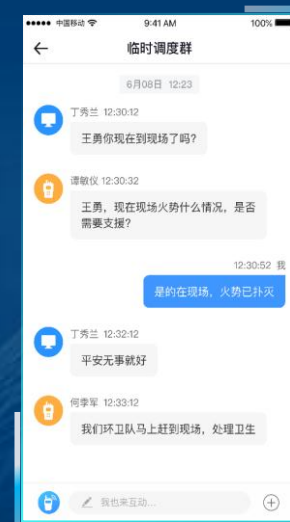 中国移动 9:41 AM 100%
临时调度群
6月08日 12:23
丁秀兰 12:30:12
王勇你现在到现场了吗?
谭敏仪 12:30:32
王勇，现在现场火势什么情况，是否
需要支援?
12:30:52 我
是的在现场，火势已扑灭
丁秀兰 12:32:12
平安无事就好
何季军 12:33:12
我们环卫队马上赶到现场，处理卫生
我也来互动...